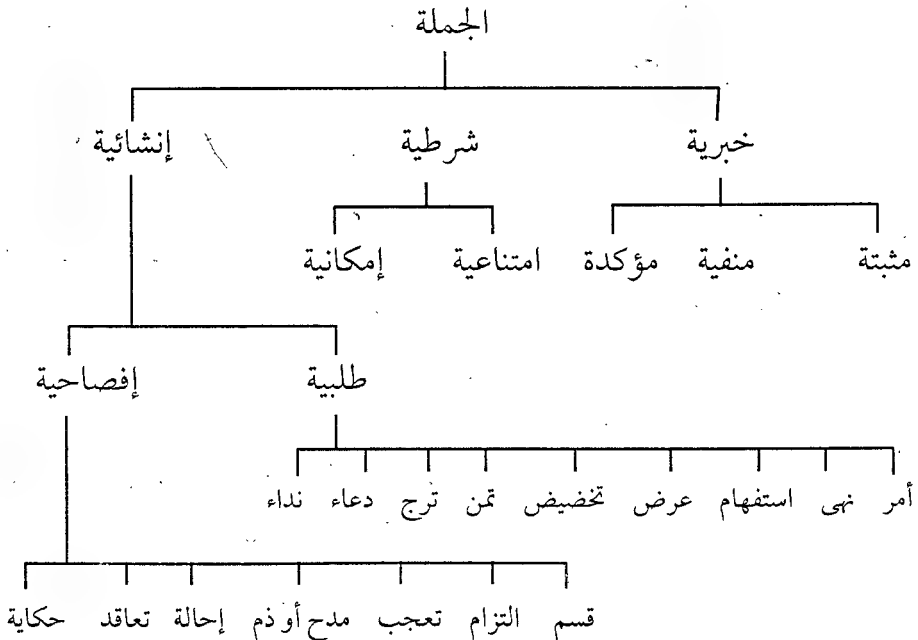 الجملة
خبرية شرطية إنشائية
مثبتة منفية مؤكدة امتناعية إمكانية
طلبية إفصاحية
أمر نهى استفهام عرض تخضيض تمن ترج دعاء نداء
قسم التزام تعجب مدح أو ذم إحالة تعاقد حكاية